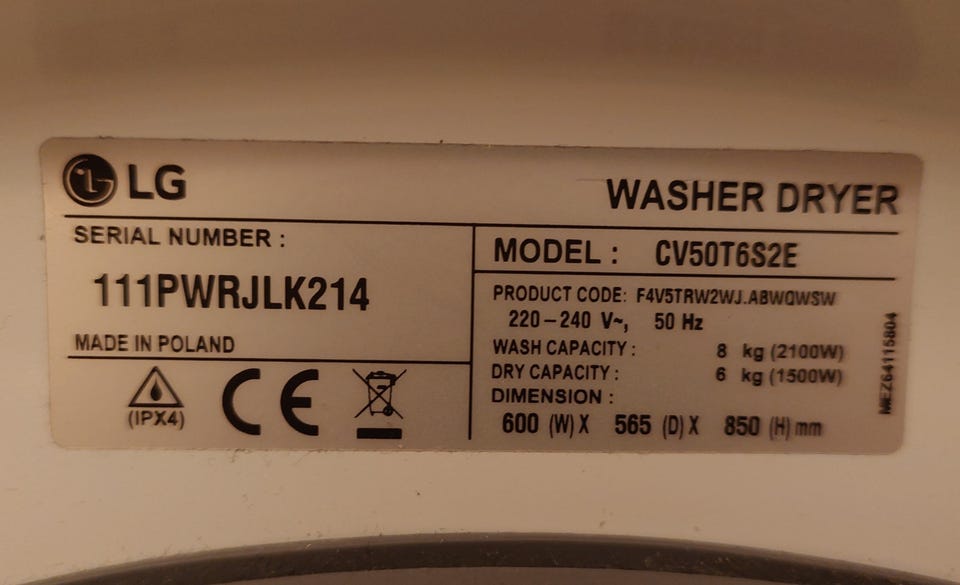 LG
WASHER DRYER
SERIAL NUMBER :
111PWRJLK214
MADE IN POLAND
(IPX4)
CE
MODEL : CV50T6S2E
PRODUCT CODE: F4V5TRW2WJ.ABWQWSW
220-240 V~, 50 Hz
WASH CAPACITY : 8 kg (2100W)
DRY CAPACITY : 6 kg (1500W)
DIMENSION :
600 (W) X 565 (D) X 850 (H) mm
MEZ64115804